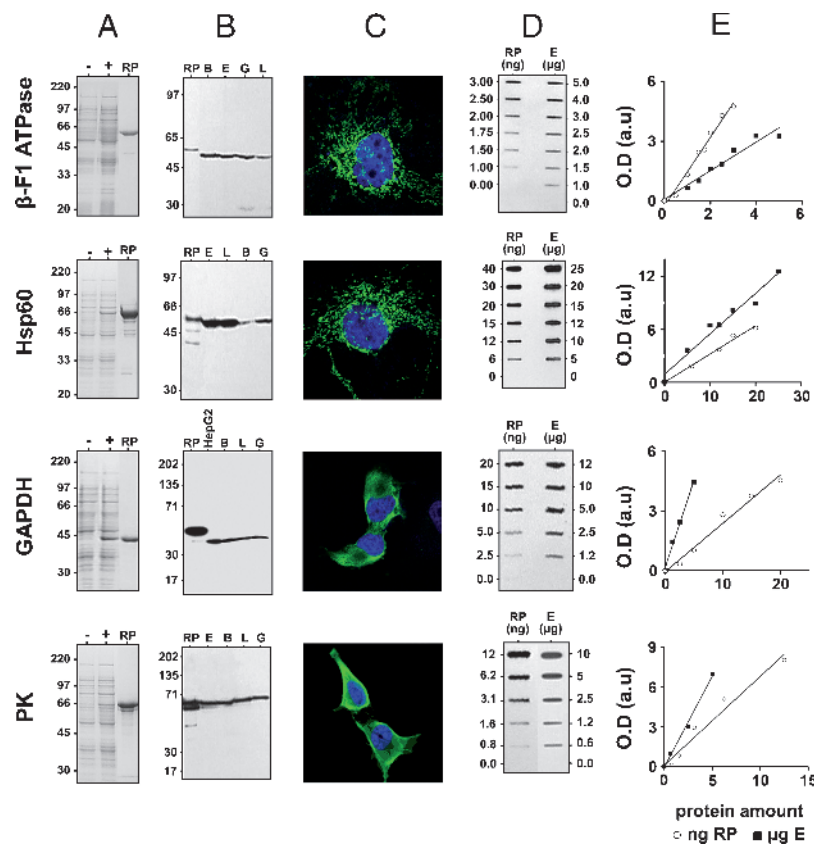 A B C D E
β-F1 ATPase
- + RP
220
97
66
45
33
20
RP B E G L
97
65
45
30
RP E
(ng) (µg)
3.00 5.0
2.50 4.0
2.00 3.0
1.75 2.5
1.50 2.0
1.00 1.5
0.00 1.0
0.0
O.D (a.u)
6
3
0
0 2 4 6
Hsp60
- + RP
220
97
66
45
33
20
RP E L B G
97
65
45
30
RP E
(ng) (µg)
40 25
30 20
20 15
15 12
12 10
6 5
0 0
O.D (a.u)
12
6
0
0 10 20 30
GAPDH
- + RP
220
97
66
45
30
RP HepG2 B L G
202
135
71
30
17
RP E
(ng) (µg)
20 12
15 10
10 5.0
5.0 2.5
2.5 1.2
0.0 0.0
O.D (a.u)
6
3
0
0 10 20
PK
- + RP
220
97
66
45
30
RP E B L G
202
135
71
30
17
RP E
(ng) (µg)
12 10
6.2 5
3.1 2.5
1.6 1.2
0.8 0.6
0.0 0.0
O.D (a.u)
9
6
3
0
0 5 10 15
protein amount
○ ng RP ■ µg E